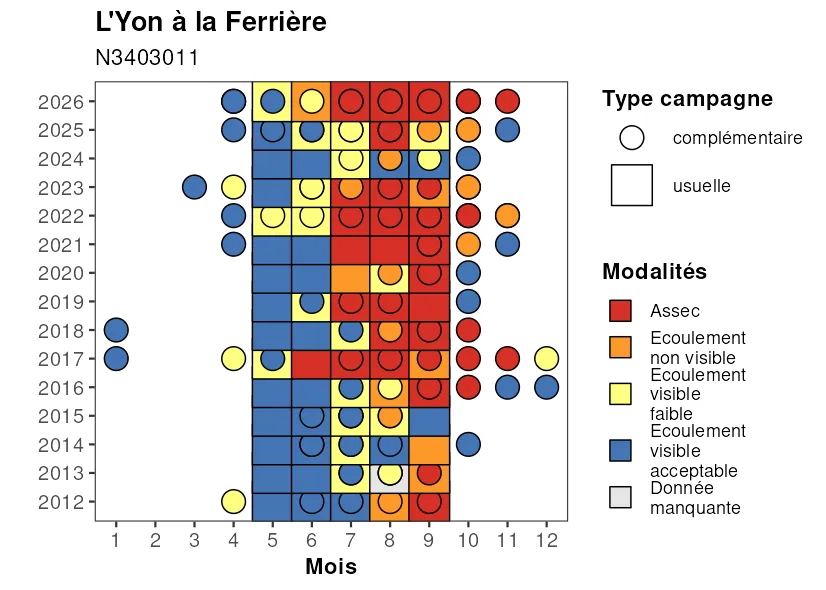 L'Yon à la Ferrière
N3403011
2026
2025
2024
2023
2022
2021
2020
2019
2018
2017
2016
2015
2014
2013
2012
1 2 3 4 5 6 7 8 9 10 11 12
Mois
Type campagne
complémentaire
usuelle
Modalités
Assec
Ecoulement
non visible
Ecoulement
visible
faible
Ecoulement
visible
acceptable
Donnée
manquante